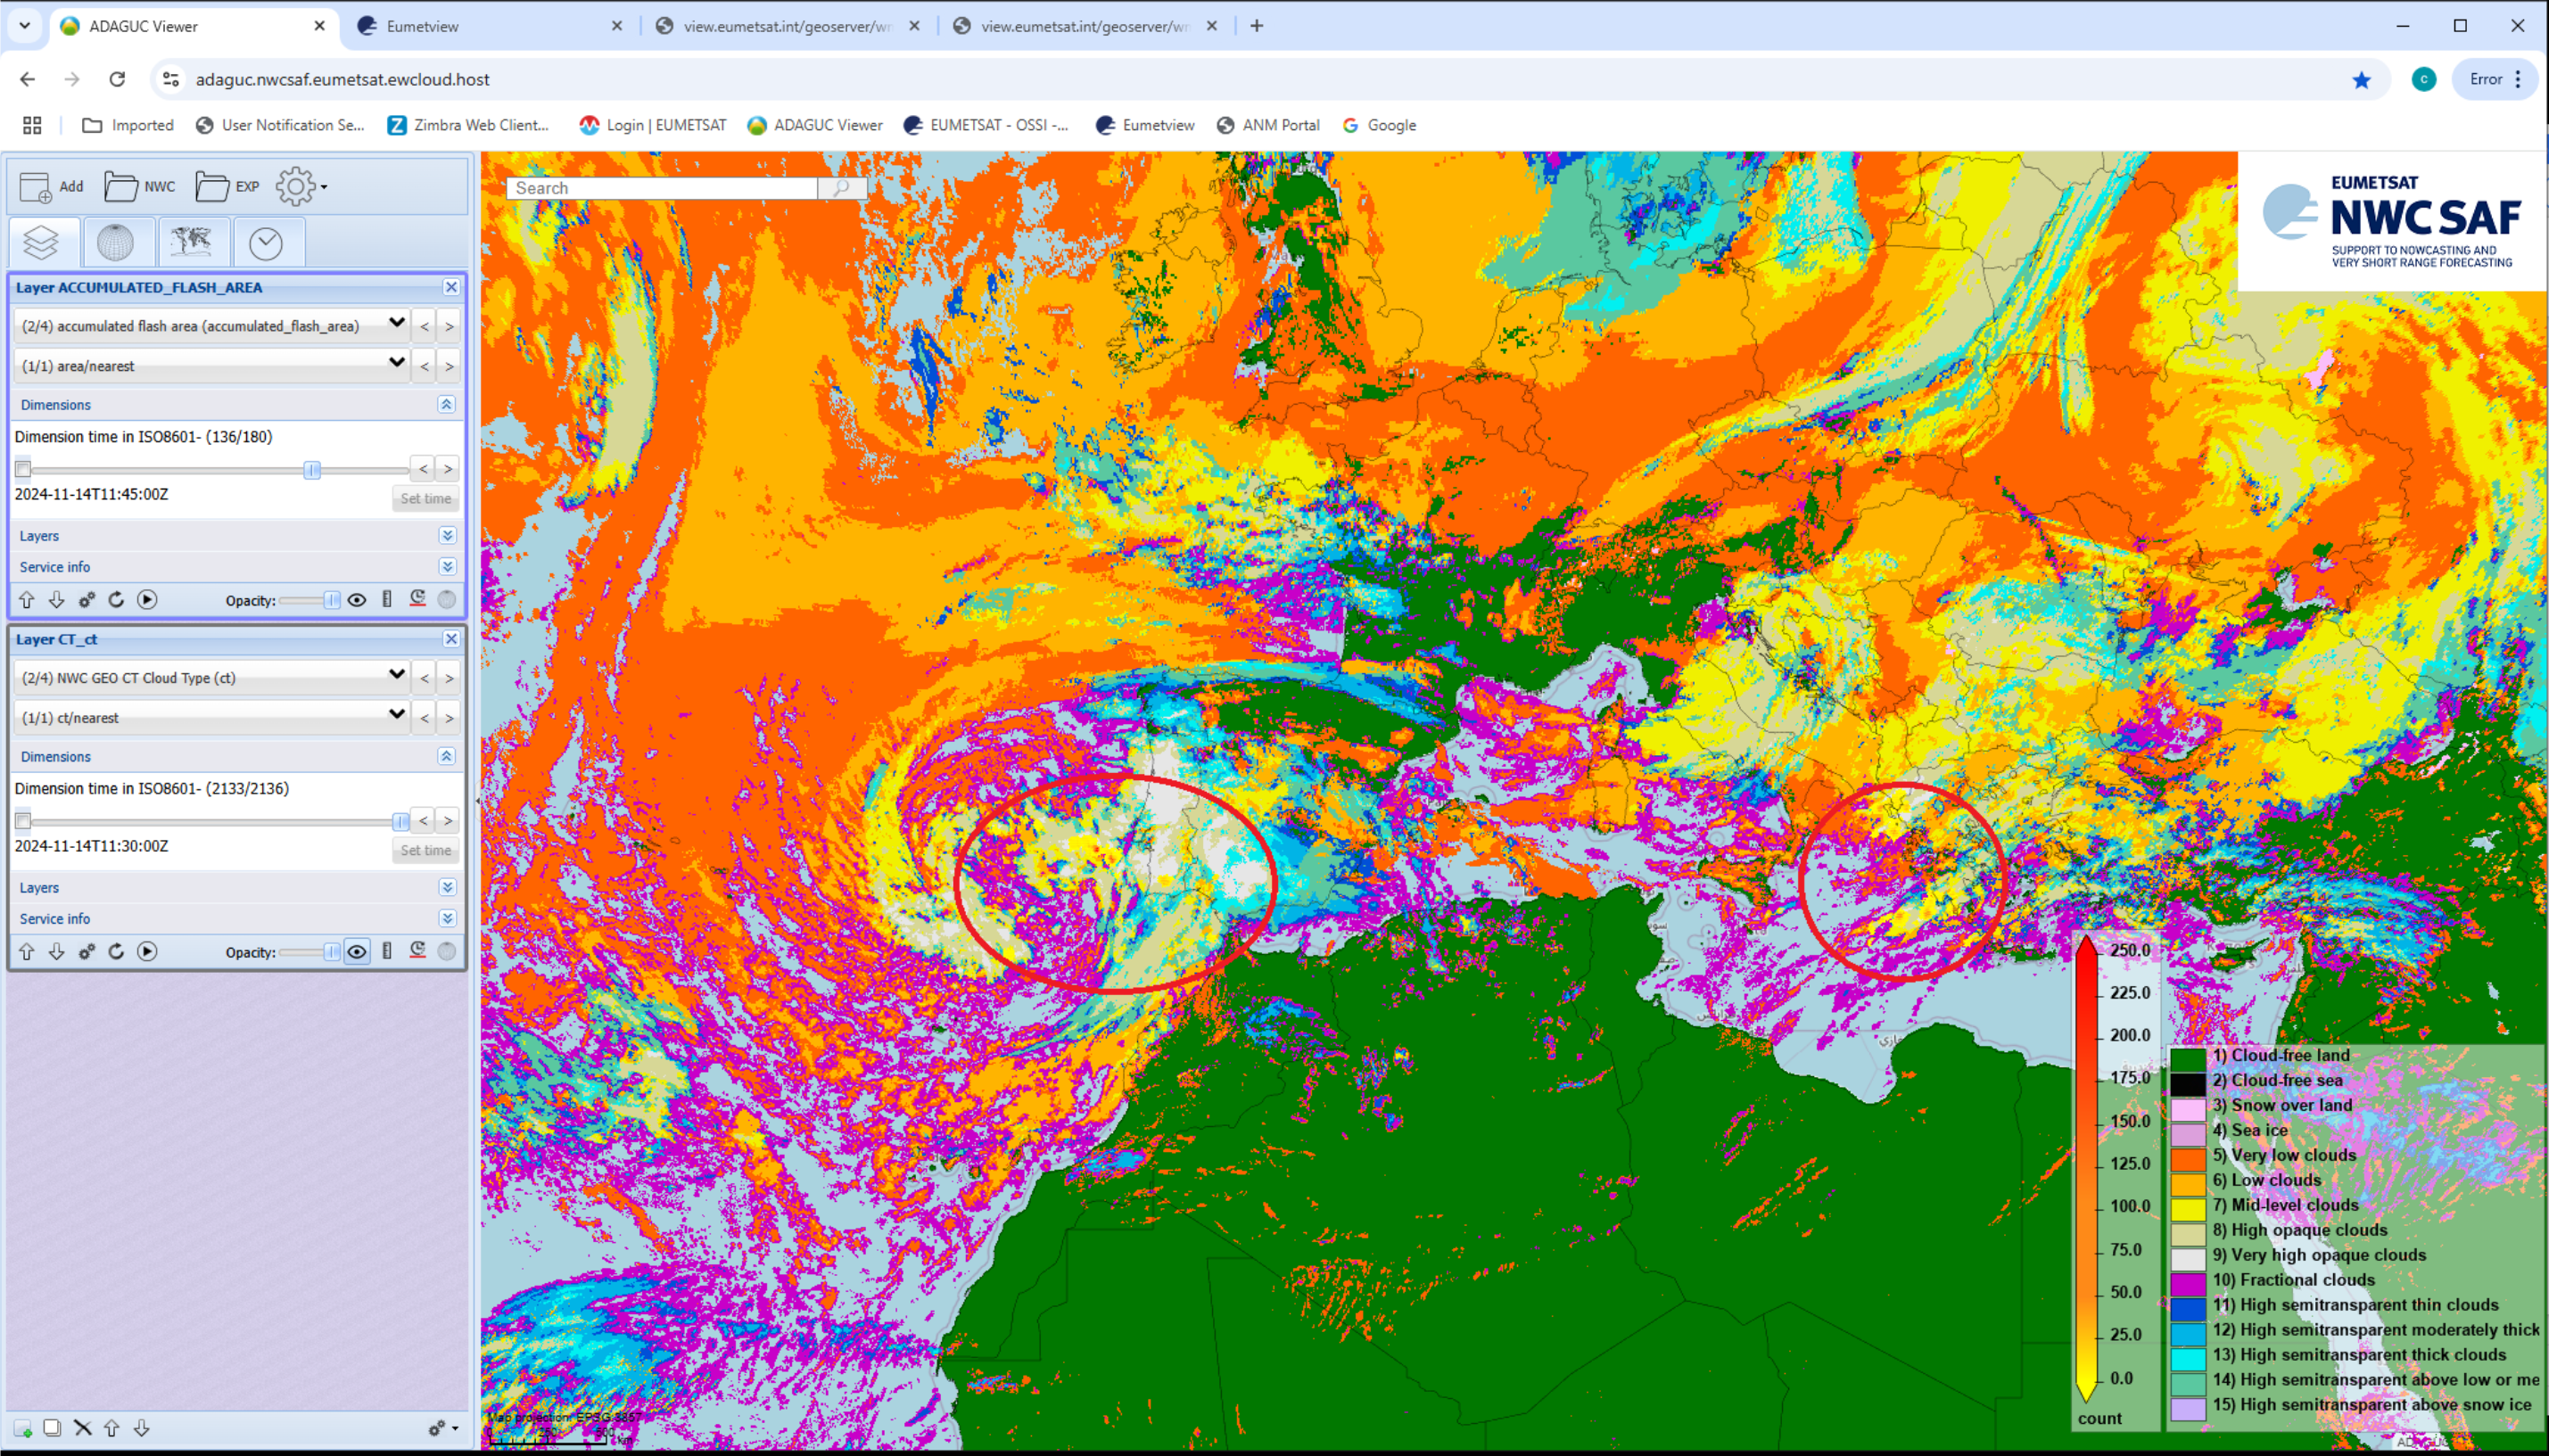 ADAGUC Viewer
Eumetview
view.eumetsat.int/geoserver/w
view.eumetsat.int/geoserver/w
adaguc.nwcsaf.eumetsat.ewcloud.host
C
Error
Imported
User Notification Se...
Zimbra Web Client...
Login | EUMETSAT
ADAGUC Viewer
EUMETSAT - OSSI -...
Eumetview
ANM Portal
Google
Add
NWC
EXP
Search
EUMETSAT
NWC SAF
SUPPORT TO NOWCASTING AND
VERY SHORT RANGE FORECASTING
Layer ACCUMULATED_FLASH_AREA
(2/4) accumulated flash area (accumulated_flash_area)
(1/1) area/nearest
Dimensions
Dimension time in ISO8601- (136/180)
2024-11-14T11:45:00Z
Set time
Layers
Service info
Opacity:
Layer CT_ct
(2/4) NWC GEO CT Cloud Type (ct)
(1/1) ct/nearest
Dimensions
Dimension time in ISO8601- (2133/2136)
2024-11-14T11:30:00Z
Set time
Layers
Service info
Opacity:
250.0
225.0
200.0
175.0
150.0
125.0
100.0
75.0
50.0
25.0
0.0
count
1) Cloud-free land
2) Cloud-free sea
3) Snow over land
4) Sea ice
5) Very low clouds
6) Low clouds
7) Mid-level clouds
8) High opaque clouds
9) Very high opaque clouds
10) Fractional clouds
11) High semitransparent thin clouds
12) High semitransparent moderately thick
13) High semitransparent thick clouds
14) High semitransparent above low or me
15) High semitransparent above snow ice
Map projection: EPSG:3857
km